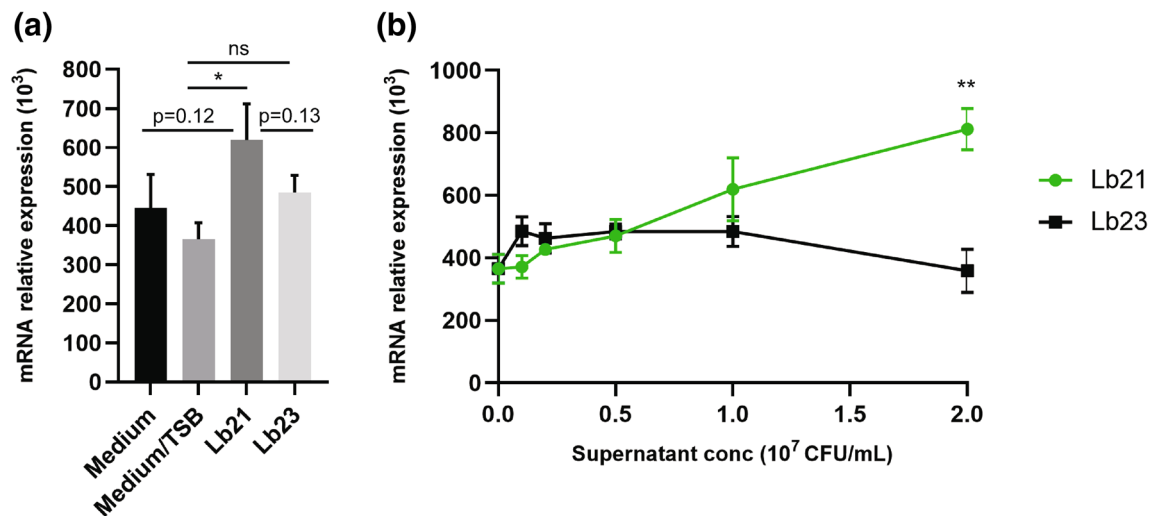 (a)
mRNA relative expression (10³)
800
700
600
500
400
300
200
100
0
ns
*
p=0.12
p=0.13
Medium
Medium/TSB
Lb21
Lb23
(b)
mRNA relative expression (10³)
1000
800
600
400
200
0
**
0.0
0.5
1.0
1.5
2.0
Supernatant conc (10⁷ CFU/mL)
Lb21
Lb23